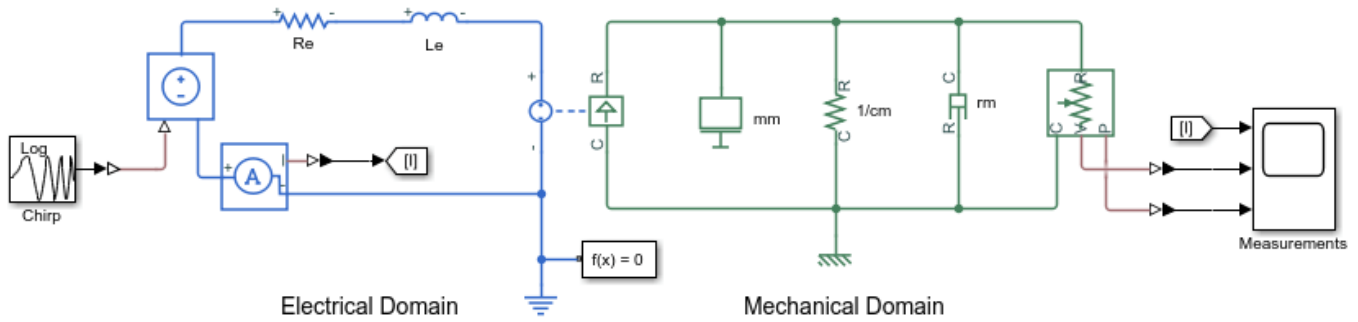 + -
Re
+ -
Le
+
-
Log
Chirp
+
-
+ A I
-
[I]
+
-
R
C
mm
R
1/cm
C
C
rm
R
R
C V P
[I]
Measurements
f(x) = 0
Electrical Domain
Mechanical Domain